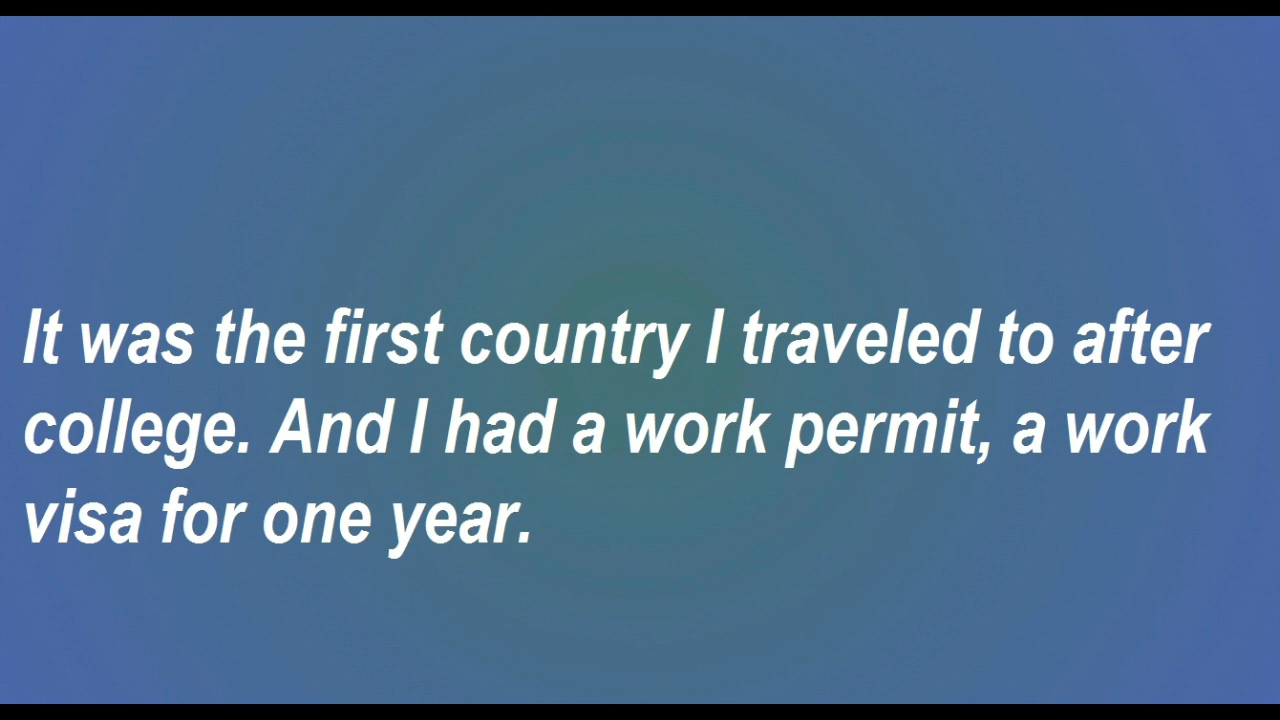 It was the first country I traveled to after
college. And I had a work permit, a work
visa for one year.